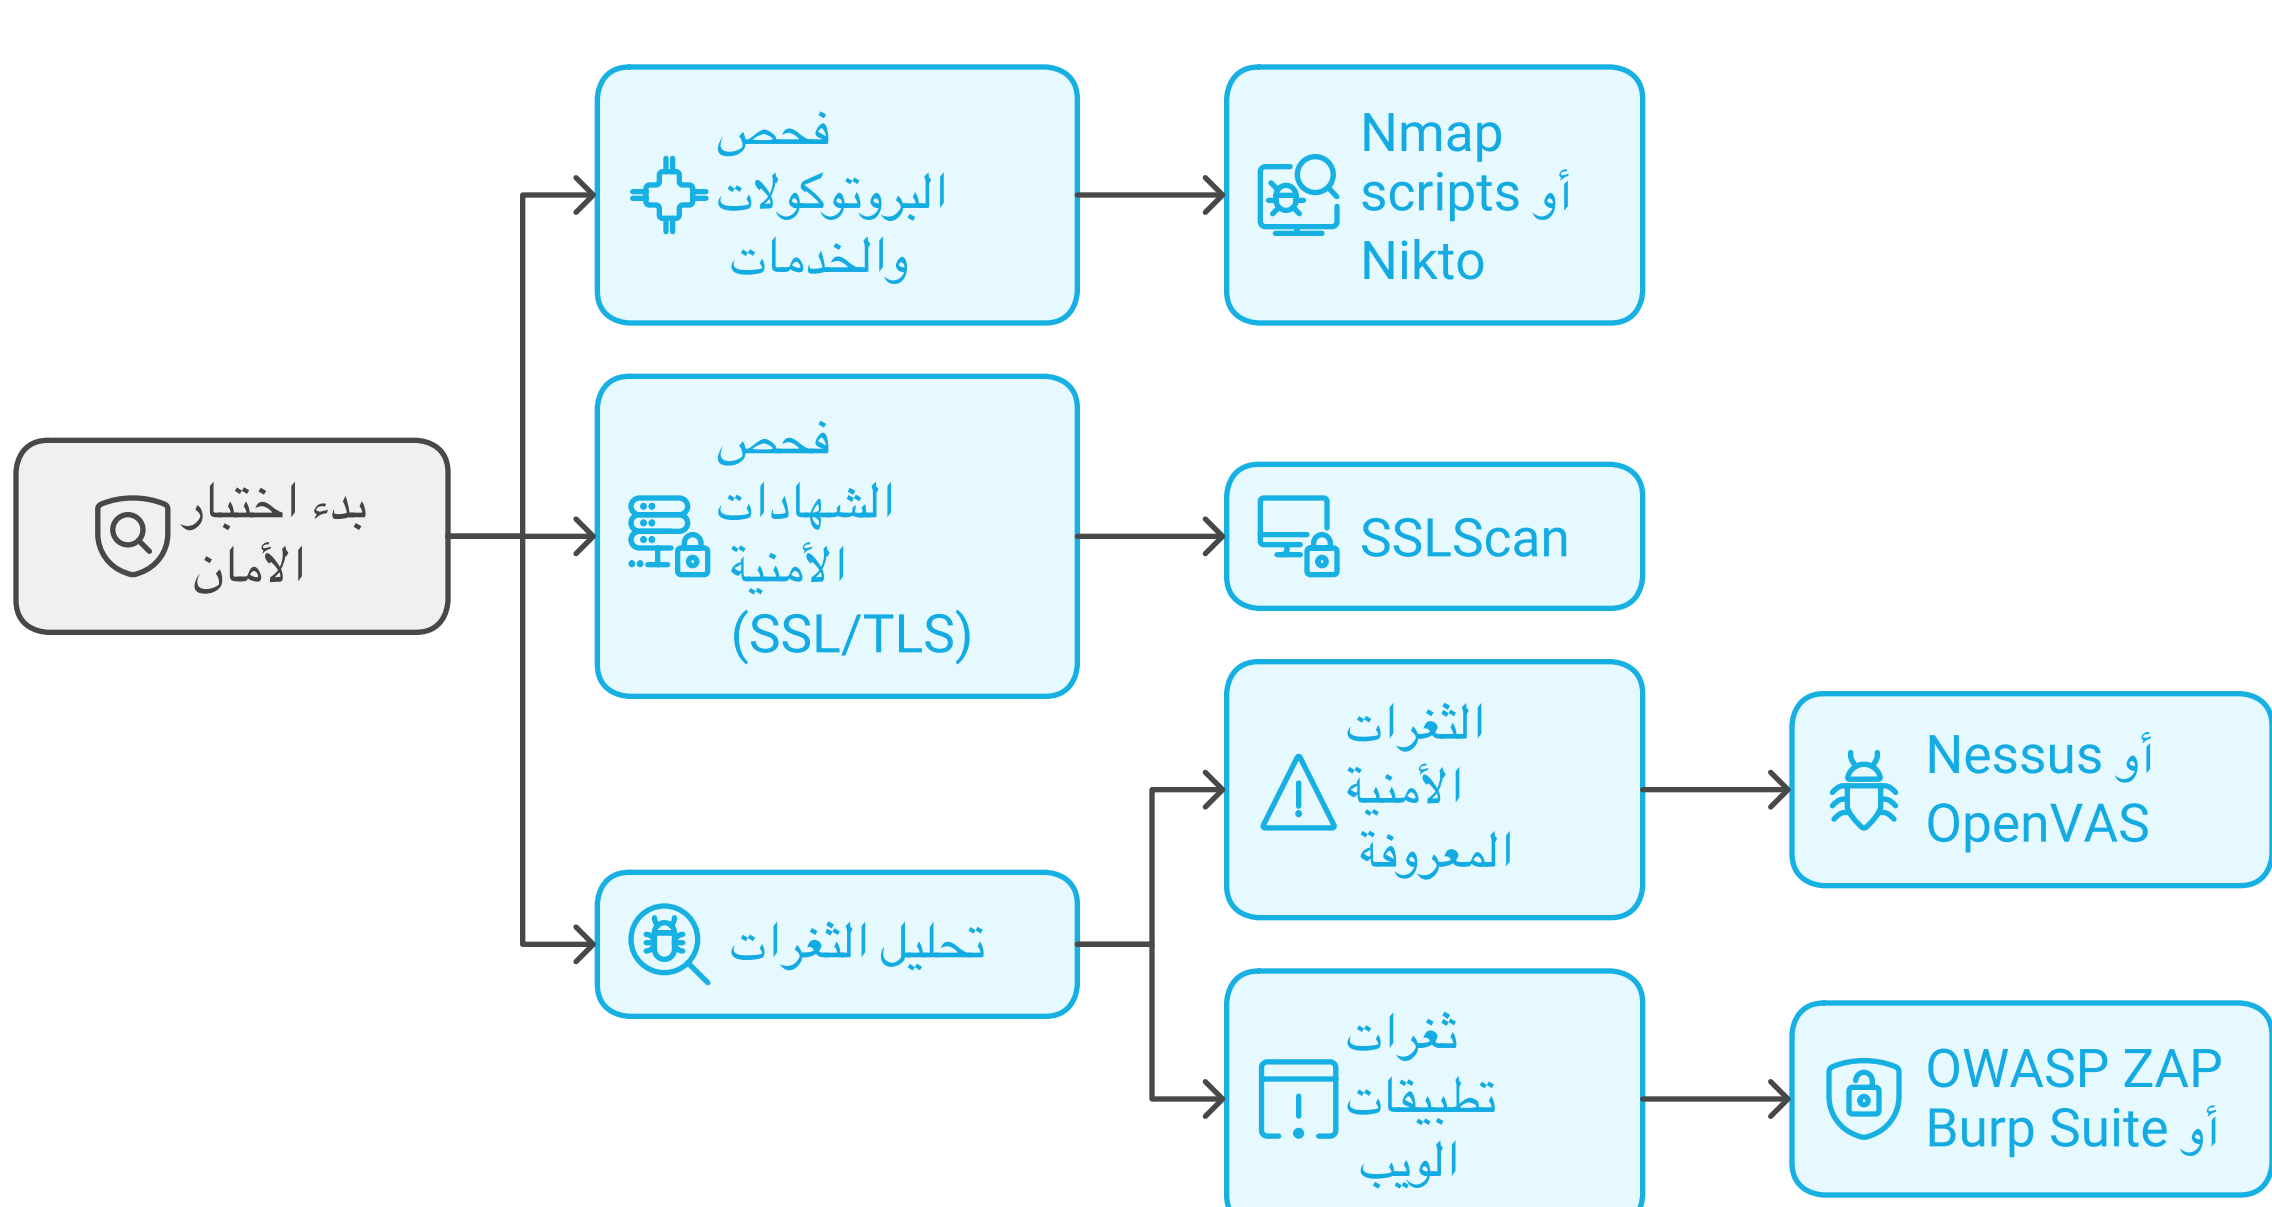 بدء اختبار
الأمان
فحص
البروتوكولات
والخدمات
Nmap
scripts أو
Nikto
فحص
الشهادات
الأمنية
(SSL/TLS)
SSLScan
تحليل الثغرات
الثغرات
الأمنية
المعروفة
Nessus أو
OpenVAS
ثغرات
تطبيقات
الويب
OWASP ZAP
Burp Suite أو